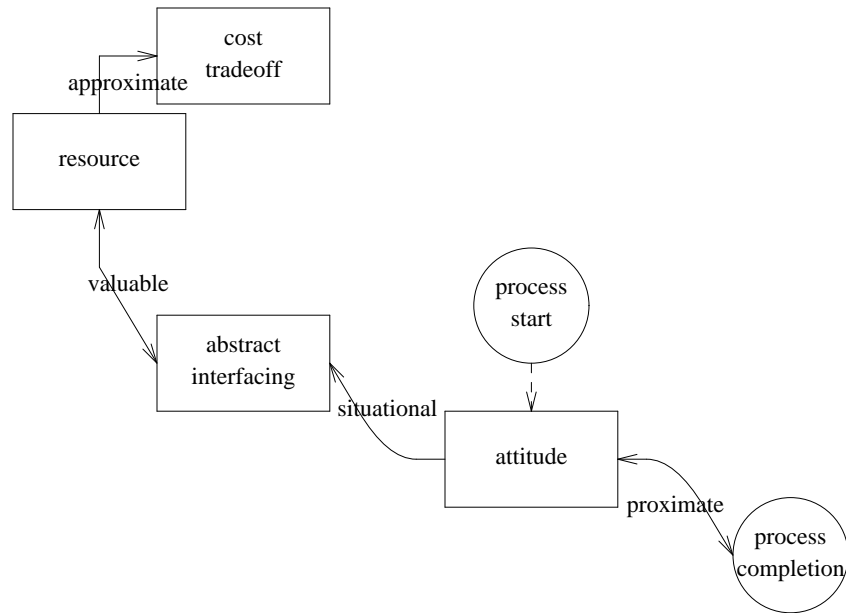 cost
tradeoff
approximate
resource
valuable
process
start
abstract
interfacing
situational
attitude
proximate
process
completion